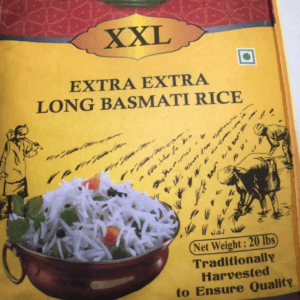 XXL
EXTRA EXTRA
LONG BASMATI RICE
Net Weight: 20 lbs
Traditionally
Harvested
to Ensure Quality